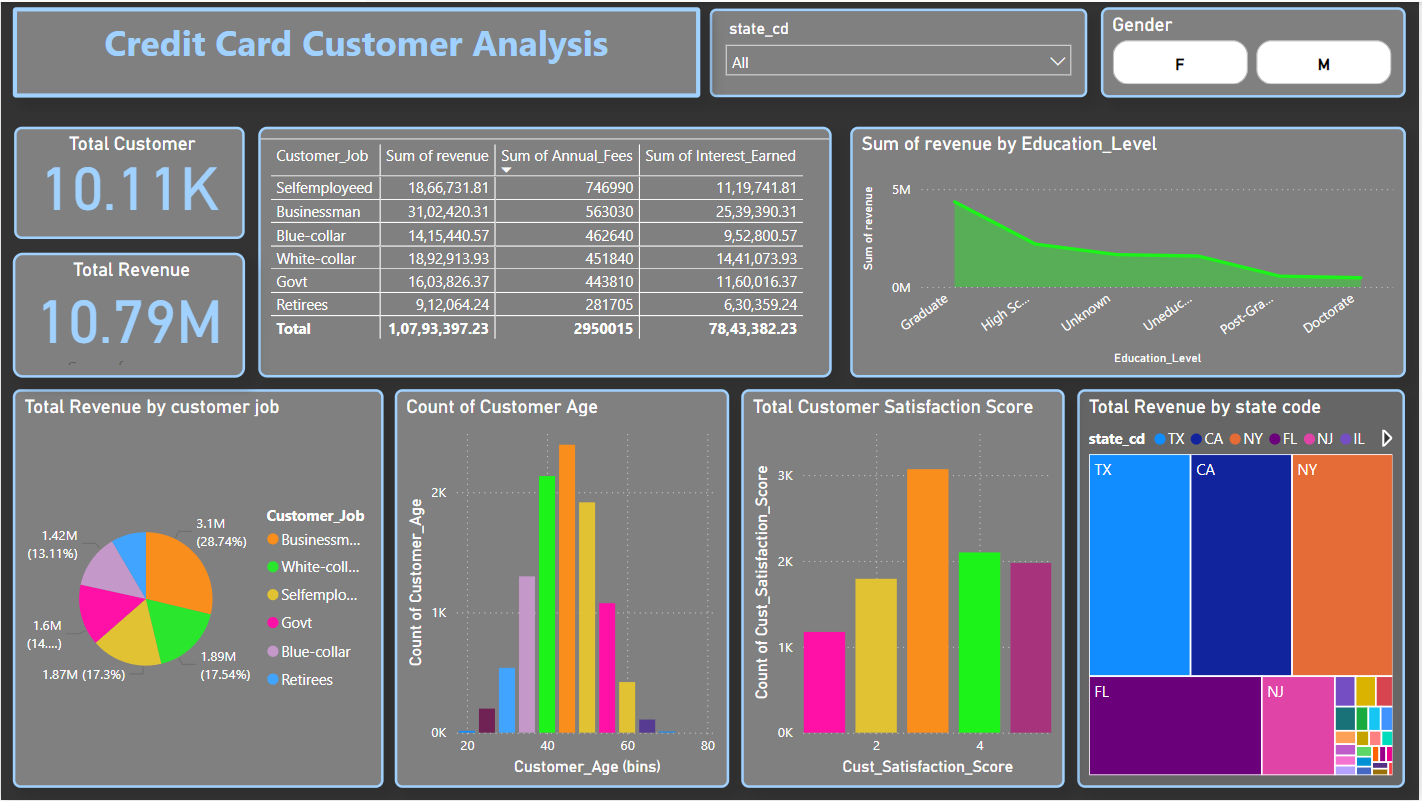 Credit Card Customer Analysis
state_cd
All
Gender
F
M
Total Customer
10.11K
Total Revenue
10.79M
Customer_Job Sum of revenue Sum of Annual_Fees Sum of Interest_Earned
Selfemployeed 18,66,731.81 746990 11,19,741.81
Businessman 31,02,420.31 563030 25,39,390.31
Blue-collar 14,15,440.57 462640 9,52,800.57
White-collar 18,92,913.93 451840 14,41,073.93
Govt 16,03,826.37 443810 11,60,016.37
Retirees 9,12,064.24 281705 6,30,359.24
Total 1,07,93,397.23 2950015 78,43,382.23
Sum of revenue by Education_Level
Sum of revenue
5M
0M
Graduate
High Sc...
Unknown
Uneduc...
Post-Gra...
Doctorate
Education_Level
Total Revenue by customer job
3.1M
(28.74%)
1.89M
(17.54%)
1.87M (17.3%)
1.6M
(14....)
1.42M
(13.11%)
Customer_Job
Businessm...
White-coll...
Selfemplo...
Govt
Blue-collar
Retirees
Count of Customer Age
Count of Customer_Age
2K
1K
0K
20 40 60 80
Customer_Age (bins)
Total Customer Satisfaction Score
Count of Cust_Satisfaction_Score
3K
2K
1K
0K
2 4
Cust_Satisfaction_Score
Total Revenue by state code
state_cd TX CA NY FL NJ IL
TX
CA
NY
FL
NJ